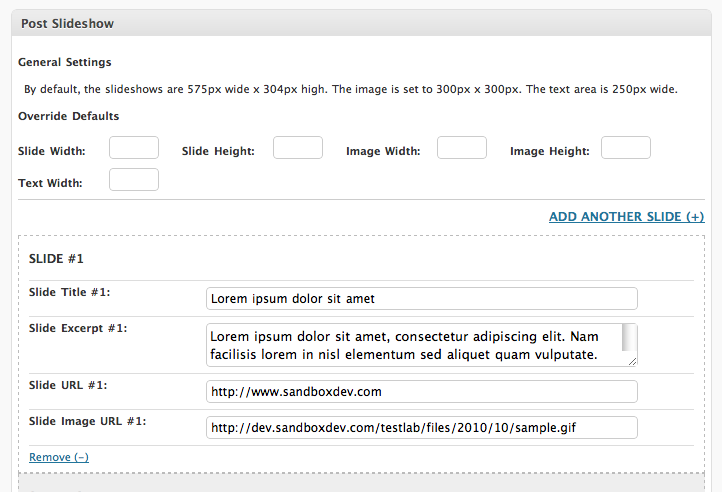 Post Slideshow
General Settings
By default, the slideshows are 575px wide x 304px high. The image is set to 300px x 300px. The text area is 250px wide.
Override Defaults
Slide Width: Slide Height: Image Width: Image Height:
Text Width:
ADD ANOTHER SLIDE (+)
SLIDE #1
Slide Title #1: Lorem ipsum dolor sit amet
Slide Excerpt #1: Lorem ipsum dolor sit amet, consectetur adipiscing elit. Nam
facilisis lorem in nisl elementum sed aliquet quam vulputate.
Slide URL #1: http://www.sandboxdev.com
Slide Image URL #1: http://dev.sandboxdev.com/testlab/files/2010/10/sample.gif
Remove (-)